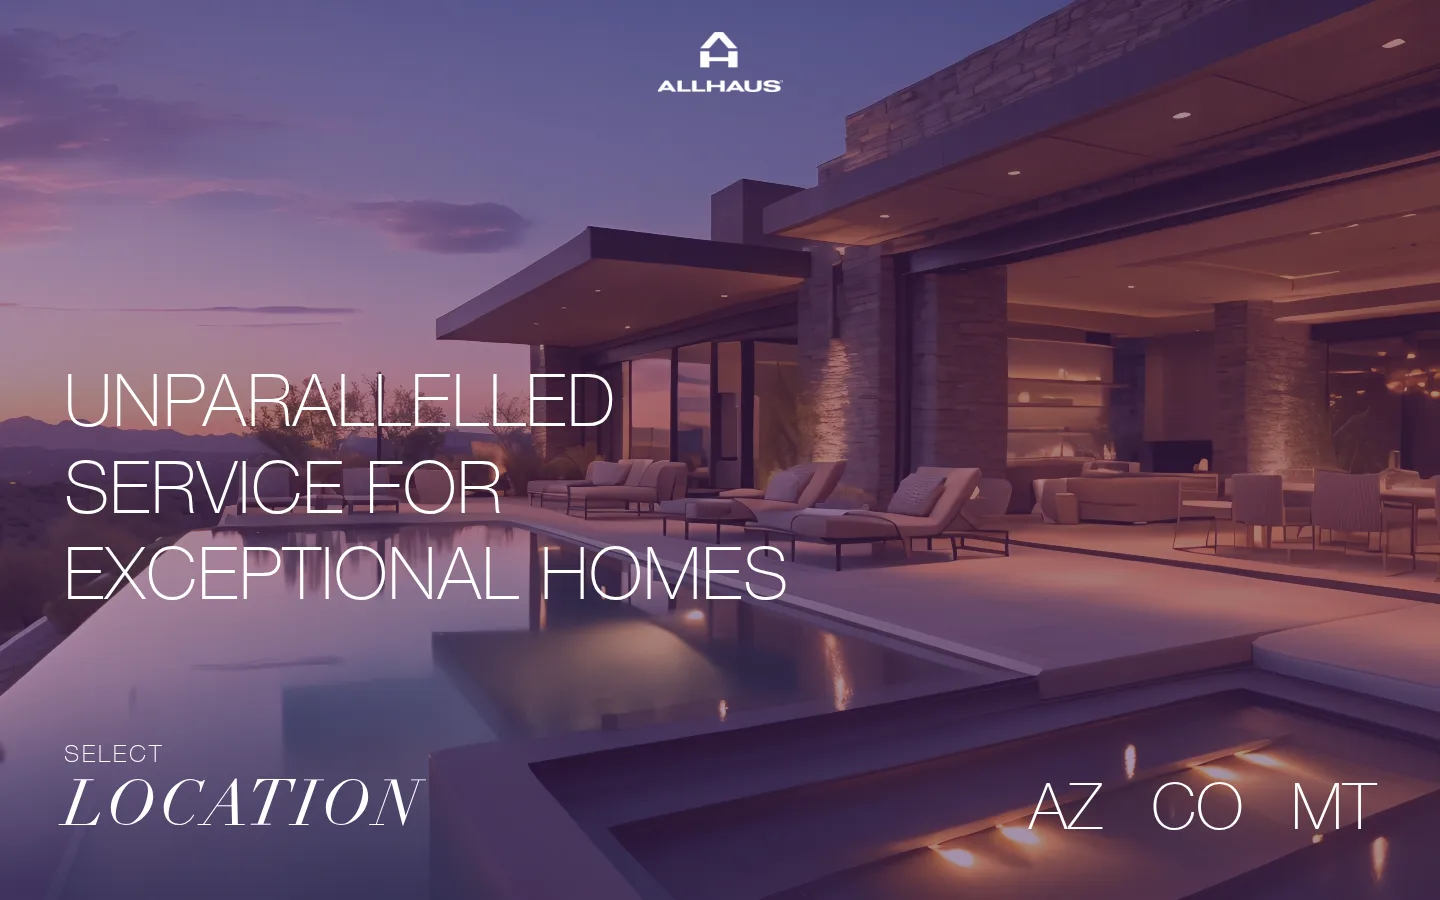 ALLHAUS
UNPARALLELLED
SERVICE FOR
EXCEPTIONAL HOMES
SELECT
LOCATION
AZ CO MT